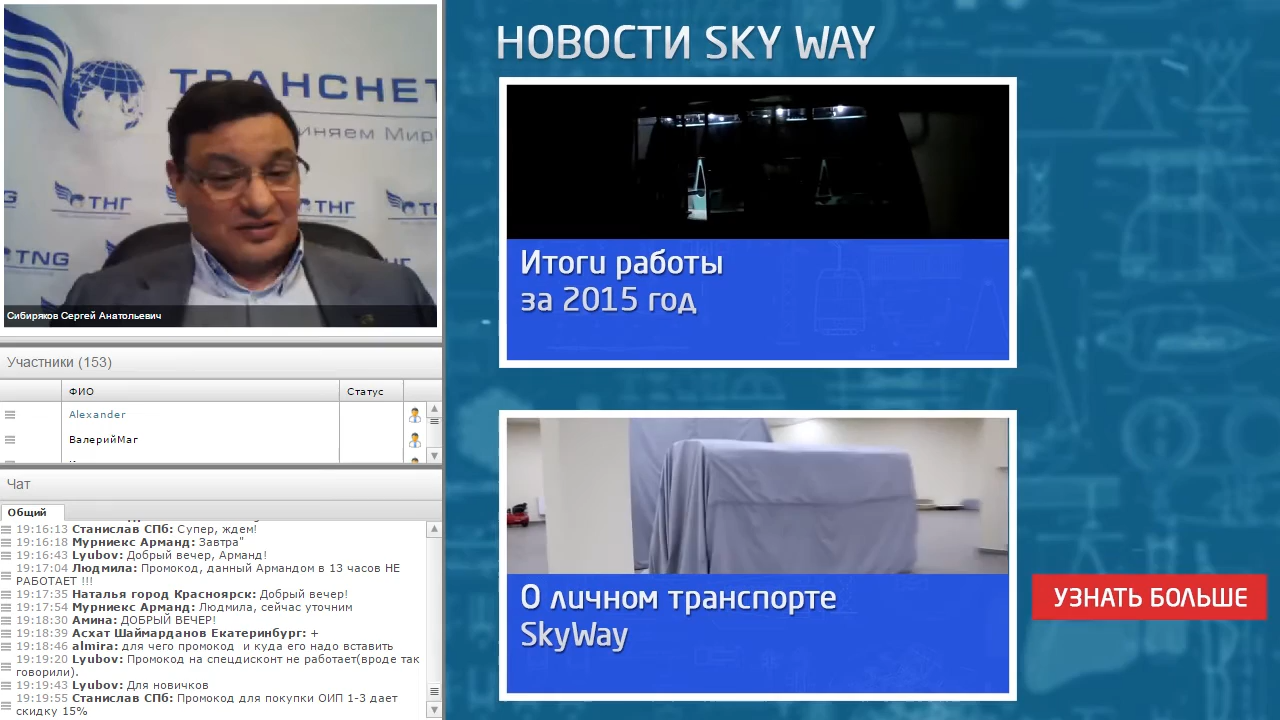 ТРАНСНЕТ
иняем Мир
ТНГ
ТНГ
TNG
TNG
Сибиряков Сергей Анатольевич
Участники (153)
ФИО
Статус
Alexander
ВалерийМаг
Чат
Общий
19:16:13 Станислав СПб: Супер, ждем!
19:16:18 Мурниекс Арманд: Завтра"
19:16:43 Lyubov: Добрый вечер, Арманд!
19:17:04 Людмила: Промокод, данный Армандом в 13 часов НЕ
РАБОТАЕТ !!!
19:17:35 Наталья город Красноярск: Добрый вечер!
19:17:54 Мурниекс Арманд: Людмила, сейчас уточним
19:18:30 Амина: ДОБРЫЙ ВЕЧЕР!
19:18:39 Асхат Шаймарданов Екатеринбург: +
19:18:46 almira: для чего промокод и куда его надо вставить
19:19:20 Lyubov: Промокод на спецдисконт не работает(вроде так
говорили).
19:19:43 Lyubov: Для новичков
19:19:55 Станислав СПб: Промокод для покупки ОИП 1-3 дает
скидку 15%
НОВОСТИ SKY WAY
Итоги работы
за 2015 год
О личном транспорте
SkyWay
УЗНАТЬ БОЛЬШЕ